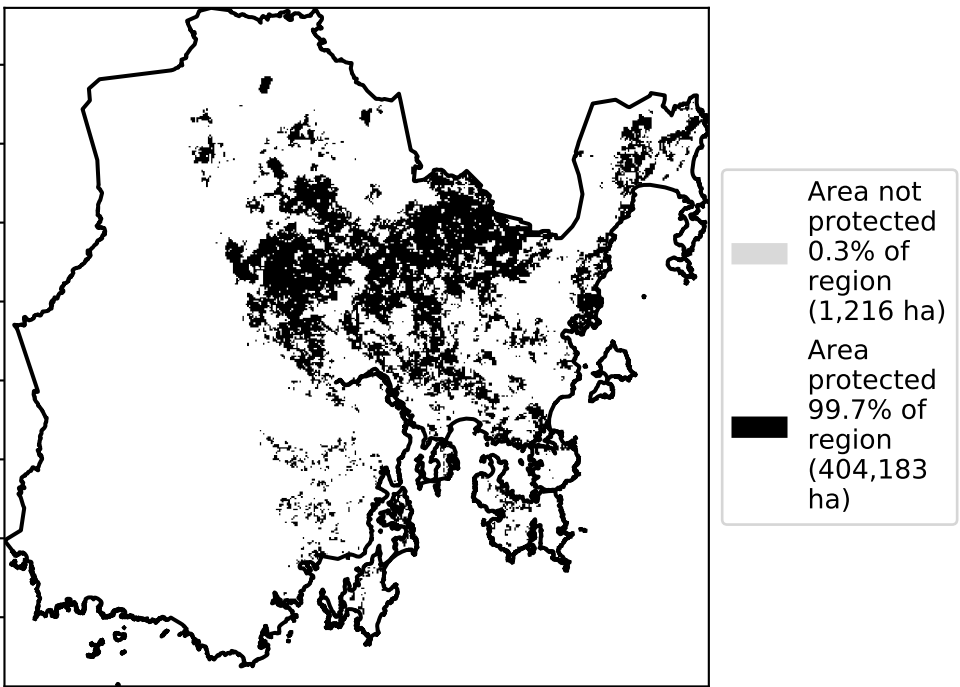 Area not
protected
0.3% of
region
(1,216 ha)
Area
protected
99.7% of
region
(404,183
ha)